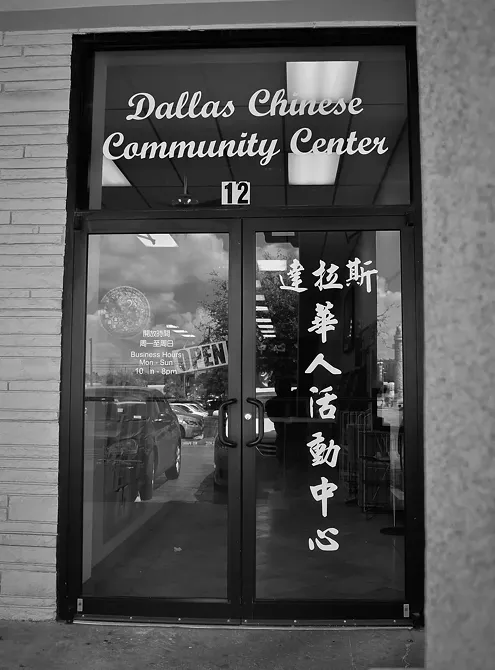 Dallas Chinese
Community Center
12
開放時間
周一至周日
Business Hours
Mon - Sun
- 8pm
OPEN
達拉斯
華人活動中心